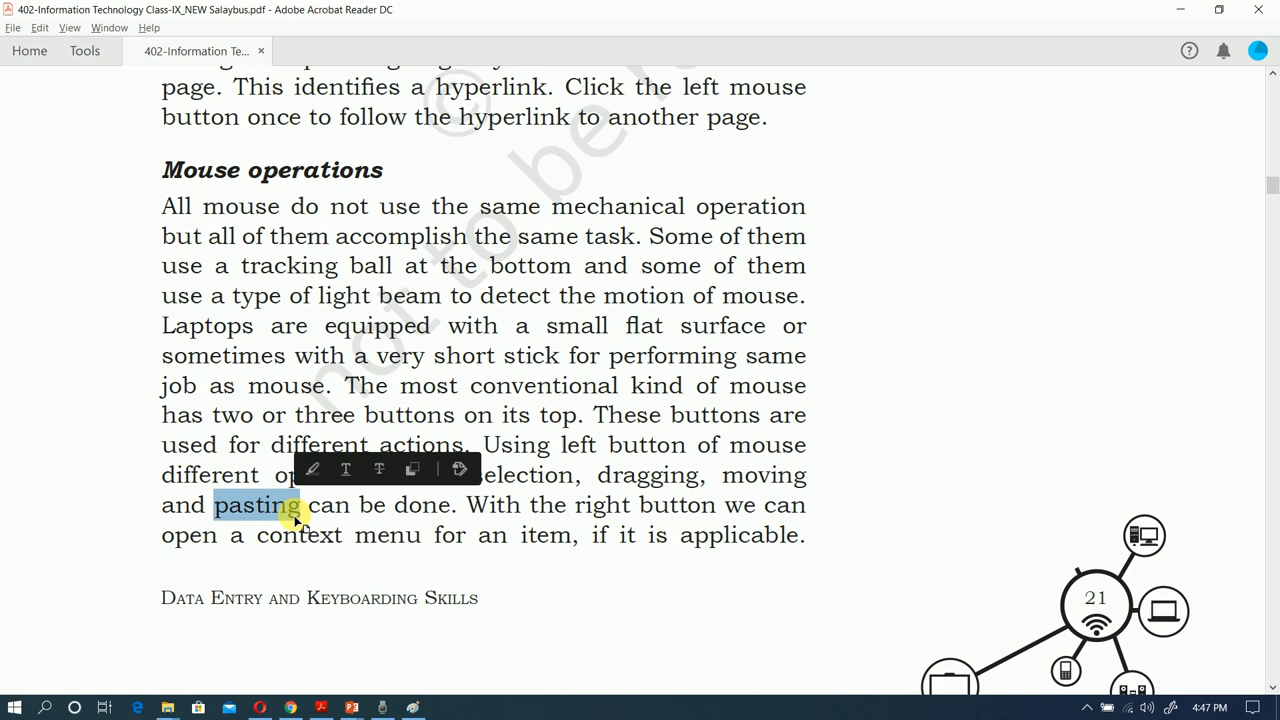 402-Information Technology Class-IX_NEW Salaybus.pdf - Adobe Acrobat Reader DC
File Edit View Window Help
Home Tools 402-Information Te... ×
page. This identifies a hyperlink. Click the left mouse
button once to follow the hyperlink to another page.
Mouse operations
All mouse do not use the same mechanical operation
but all of them accomplish the same task. Some of them
use a tracking ball at the bottom and some of them
use a type of light beam to detect the motion of mouse.
Laptops are equipped with a small flat surface or
sometimes with a very short stick for performing same
job as mouse. The most conventional kind of mouse
has two or three buttons on its top. These buttons are
used for different actions. Using left button of mouse
different selection, dragging, moving
and pasting can be done. With the right button we can
open a context menu for an item, if it is applicable.
DATA ENTRY AND KEYBOARDING SKILLS
21
© not to be
4:47 PM